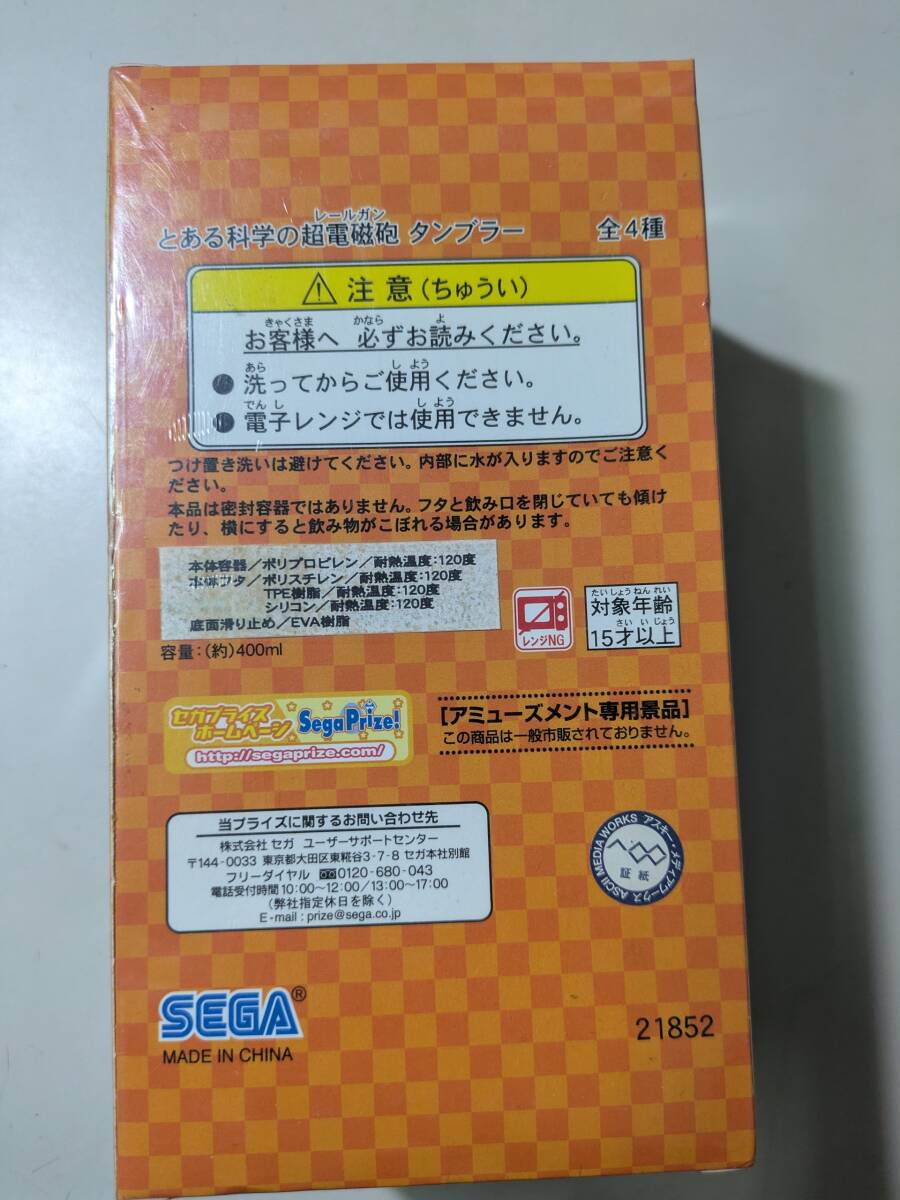 レールガン
とある科学の超電磁砲 タンブラー 全4種
⚠ 注意(ちゅうい)
きゃくさま かなら よ
お客様へ 必ずお読みください。
あら しよう
● 洗ってからご使用ください。
でんし しよう
● 電子レンジでは使用できません。
つけ置き洗いは避けてください。内部に水が入りますのでご注意く
ださい。
本品は密封容器ではありません。フタと飲み口を閉じていても傾け
たり、横にすると飲み物がこぼれる場合があります。
本体容器/ポリプロピレン/耐熱温度:120度
本体フタ/ポリスチレン/耐熱温度:120度
TPE樹脂/耐熱温度:120度
シリコン/耐熱温度:120度
底面滑り止め/EVA樹脂
容量:(約)400ml
レンジNG
たいしょうねんれい
対象年齢
さいいじょう
15才以上
セガプライズ
ホームページ
SegaPrize!
http://segaprize.com/
[アミューズメント専用景品]
この商品は一般市販されておりません。
当プライズに関するお問い合わせ先
株式会社 セガ ユーザーサポートセンター
〒144-0033 東京都大田区東糀谷3-7-8 セガ本社別館
フリーダイヤル 0120-680-043
電話受付時間 10:00~12:00/13:00~17:00
(弊社指定休日を除く)
E-mail : prize@sega.co.jp
ASCII MEDIA WORKS アスキー・メディアワークス
証紙
SEGA®
MADE IN CHINA
21852